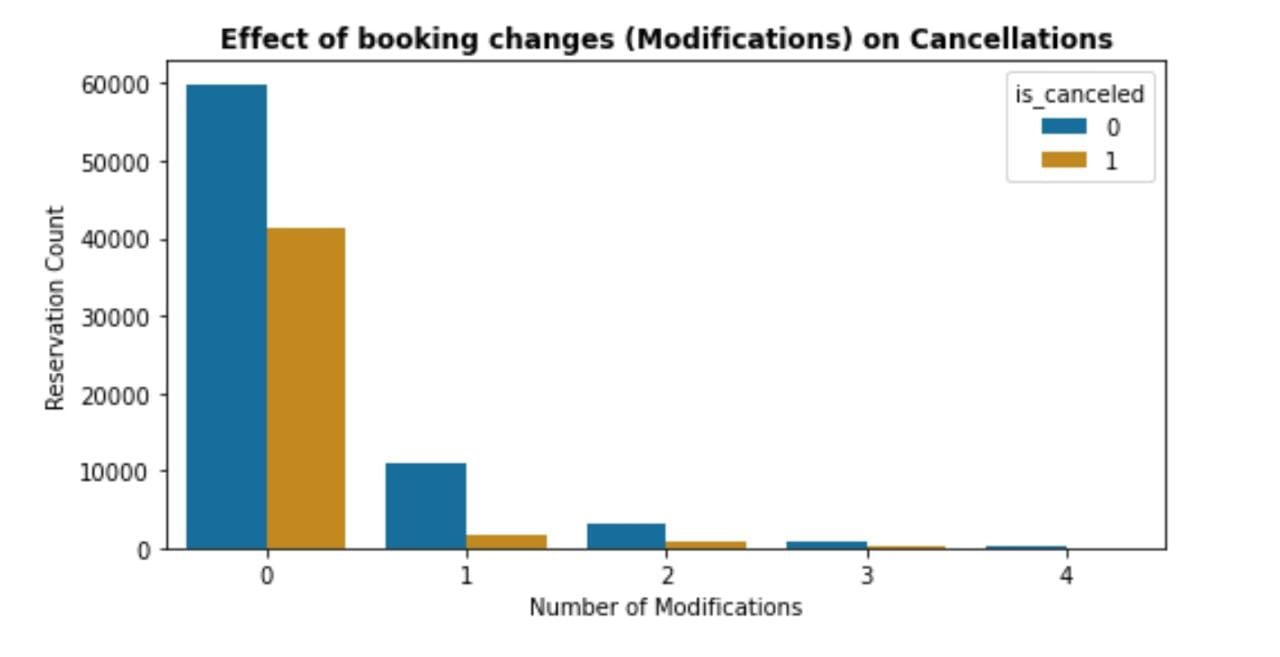 Effect of booking changes (Modifications) on Cancellations
is_canceled
0
1
60000
50000
40000
30000
20000
10000
0
Reservation Count
0 1 2 3 4
Number of Modifications